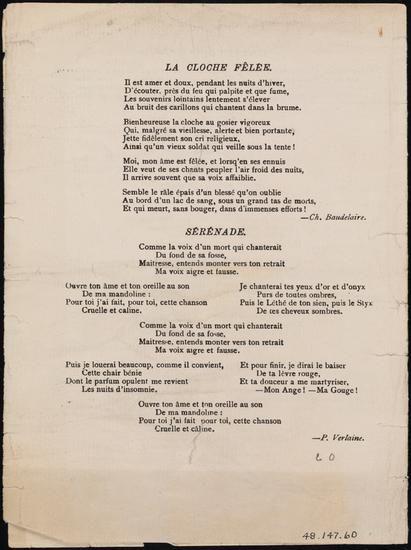 LA CLOCHE FÊLÉE.
Il est amer et doux, pendant les nuits d'hiver,
D'écouter, près du feu qui palpite et que fume,
Les souvenirs lointains lentement s'élever
Au bruit des carillons qui chantent dans la brume.
Bienheureuse la cloche au gosier vigoreux
Qui, malgré sa vieillesse, alerte et bien portante,
Jette fidèlement son cri religieux,
Ainsi qu'un vieux soldat qui veille sous la tente !
Moi, mon âme est fêlée, et lorsq'en ses ennuis
Elle veut de ses chnats peupler l'air froid des nuits,
Il arrive souvent que sa voix affaiblie.
Semble le râle épais d'un blessé qu'on oublie
Au bord d'un lac de sang, sous un grand tas de morts,
Et qui meurt, sans bouger, dans d'immenses efforts !
—Ch. Baudelaire.
SÉRÉNADE.
Comme la voix d'un mort qui chanterait
Du fond de sa fosse,
Maitresse, entends monter vers ton retrait
Ma voix aigre et fausse.
Ouvre ton âme et ton oreille au son
De ma mandoline :
Pour toi j'ai fait, pour toi, cette chanson
Cruelle et caline.
Je chanterai tes yeux d'or et d'onyx
Purs de toutes ombres,
Puis le Léthé de ton sien, puis le Styx
De tes cheveux sombres.
Comme la voix d'un mort qui chanterait
Du fond de sa fosse,
Maitresse, entends monter vers ton retrait
Ma voix aigre et fausse.
Puis je louerai beaucoup, comme il convient,
Cette chair bénie
Dont le parfum opulent me revient
Les nuits d'insomnie.
Et pour finir, je dirai le baiser
De ta lèvre rouge,
Et ta douceur a me martyriser,
—Mon Ange ! —Ma Gouge !
Ouvre ton âme et ton oreille au son
De ma mandoline :
Pour toi j'ai fait, pour toi, cette chanson
Cruelle et câline.
—P. Verlaine.
60
48.147.60